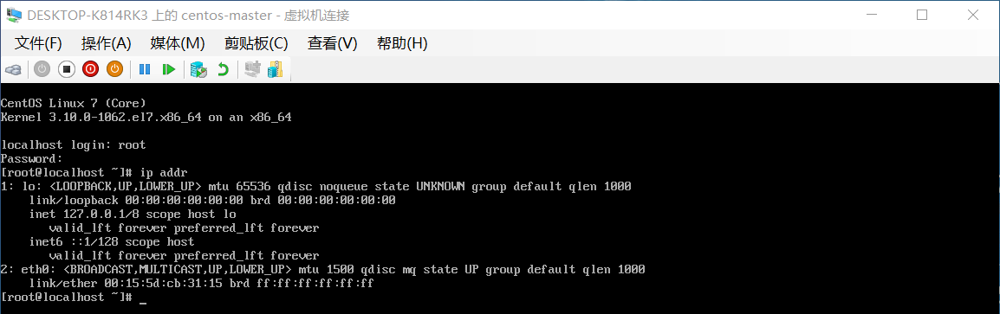 DESKTOP-K814RK3 上的 centos-master - 虚拟机连接
文件(F) 操作(A) 媒体(M) 剪贴板(C) 查看(V) 帮助(H)
CentOS Linux 7 (Core)
Kernel 3.10.0-1062.el7.x86_64 on an x86_64
localhost login: root
Password:
[root@localhost ~]# ip addr
1: lo: <LOOPBACK,UP,LOWER_UP> mtu 65536 qdisc noqueue state UNKNOWN group default qlen 1000
    link/loopback 00:00:00:00:00:00 brd 00:00:00:00:00:00
    inet 127.0.0.1/8 scope host lo
       valid_lft forever preferred_lft forever
    inet6 ::1/128 scope host
       valid_lft forever preferred_lft forever
2: eth0: <BROADCAST,MULTICAST,UP,LOWER_UP> mtu 1500 qdisc mq state UP group default qlen 1000
    link/ether 00:15:5d:cb:31:15 brd ff:ff:ff:ff:ff:ff
[root@localhost ~]# _